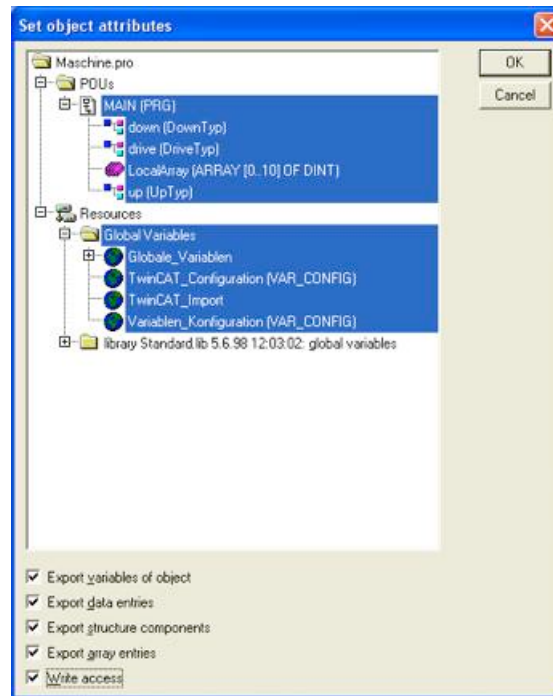 Set object attributes
Maschine.pro
POUs
MAIN (PRG)
down (DownTyp)
drive (DriveTyp)
LocalArray (ARRAY [0..10] OF DINT)
up (UpTyp)
Resources
Global Variables
Globale_Variablen
TwinCAT_Configuration (VAR_CONFIG)
TwinCAT_Import
Variablen_Konfiguration (VAR_CONFIG)
library Standard.lib 5.6.98 12:03:02: global variables
OK
Cancel
Export variables of object
Export data entries
Export structure components
Export array entries
Write access